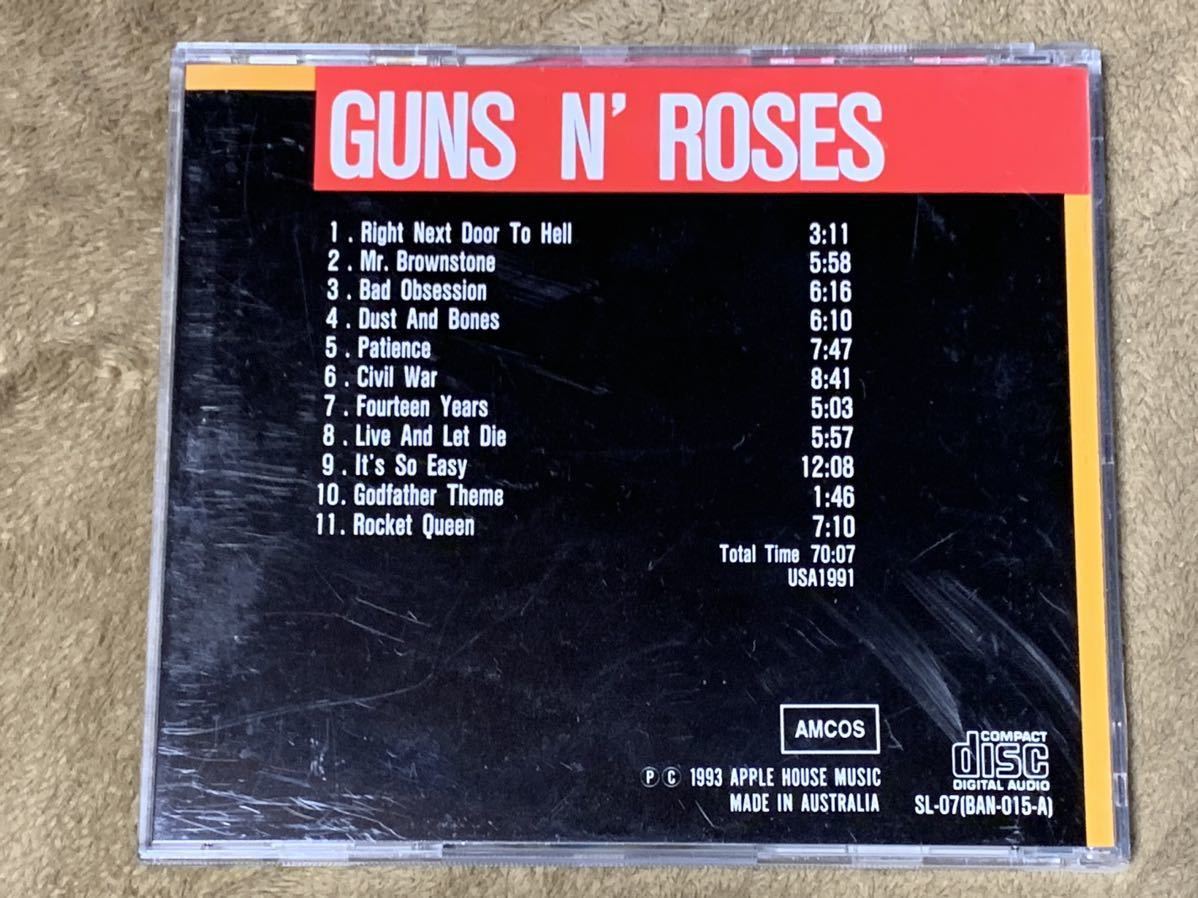 GUNS N' ROSES
1. Right Next Door To Hell 3:11
2. Mr. Brownstone 5:58
3. Bad Obsession 6:16
4. Dust And Bones 6:10
5. Patience 7:47
6. Civil War 8:41
7. Fourteen Years 5:03
8. Live And Let Die 5:57
9. It's So Easy 12:08
10. Godfather Theme 1:46
11. Rocket Queen 7:10
Total Time 70:07
USA1991
AMCOS
COMPACT
disc
DIGITAL AUDIO
Ⓟ Ⓒ 1993 APPLE HOUSE MUSIC
MADE IN AUSTRALIA
SL-07(BAN-015-A)